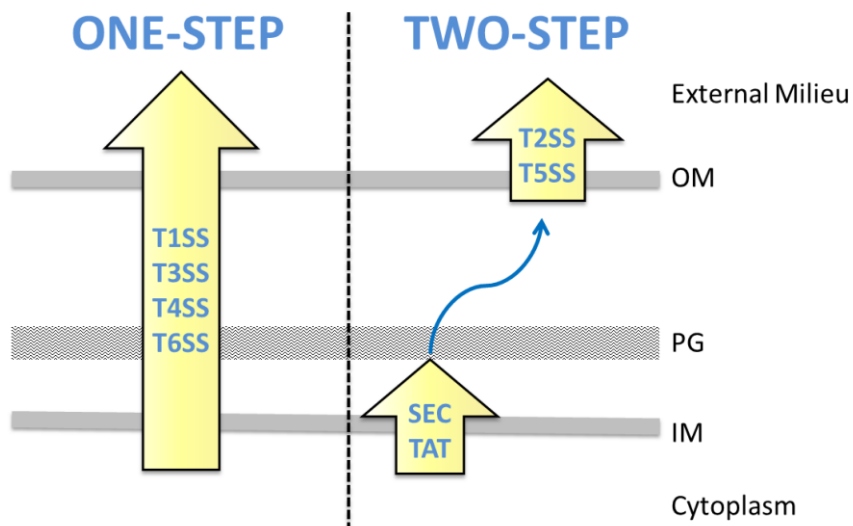 ONE-STEP
TWO-STEP
External Milieu
T2SS
T5SS
OM
T1SS
T3SS
T4SS
T6SS
PG
SEC
TAT
IM
Cytoplasm